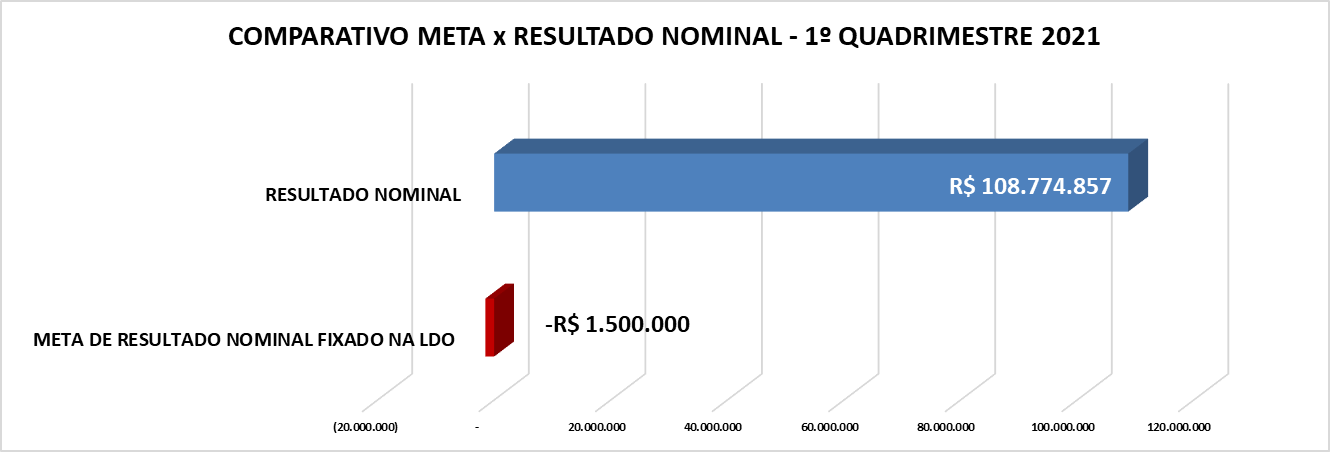 COMPARATIVO META x RESULTADO NOMINAL - 1º QUADRIMESTRE 2021
RESULTADO NOMINAL
R$ 108.774.857
META DE RESULTADO NOMINAL FIXADO NA LDO
-R$ 1.500.000
(20.000.000) - 20.000.000 40.000.000 60.000.000 80.000.000 100.000.000 120.000.000